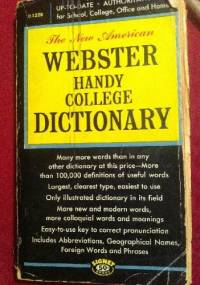 UP-TO-DATE • AUTHORITA
for School, College, Office and Home
The New American
WEBSTER
HANDY
COLLEGE
DICTIONARY
Many more words than in any
other dictionary at this price—More
than 100,000 definitions of useful words
Largest, clearest type, easiest to use
Only illustrated dictionary in its field
More new and modern words,
more colloquial words and meanings
Easy-to-use key to correct pronunciation
Includes Abbreviations, Geographical Names,
Foreign Words and Phrases
SIGNET
50